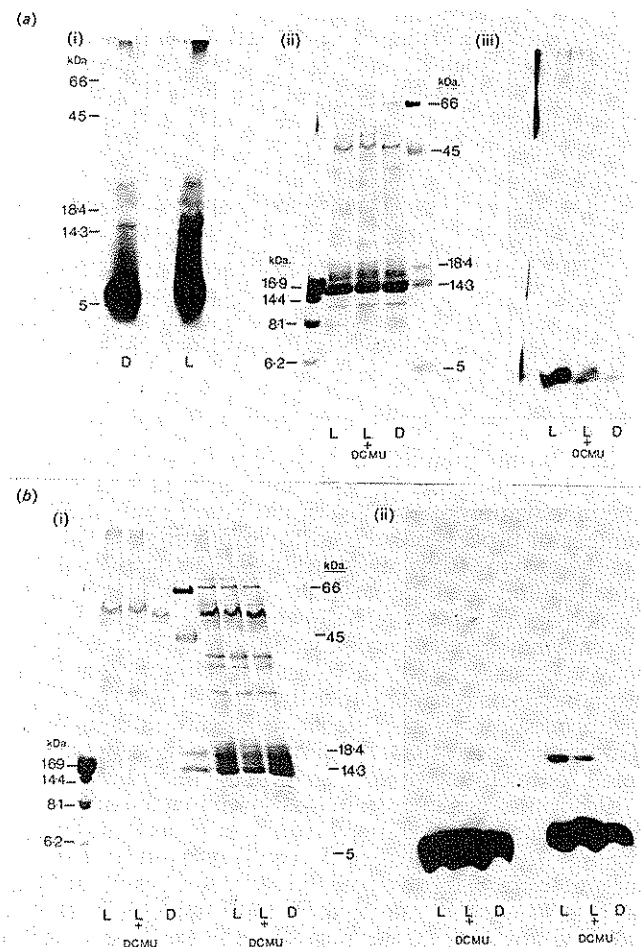 (a)
(i)
kDa
66—
45—
18·4—
14·3—
5—
D L
(ii)
kDa.
—66
—45
kDa.
16·9
14·4
8·1
6·2
—18·4
—14·3
—5
L L D
+
DCMU
(iii)
L L D
+
DCMU
(b)
(i)
kDa.
—66
—45
kDa.
16·9
14·4
8·1
6·2
—18·4
—14·3
—5
L L D L L D
+ +
DCMU DCMU
(ii)
L L D L L D
+ +
DCMU DCMU